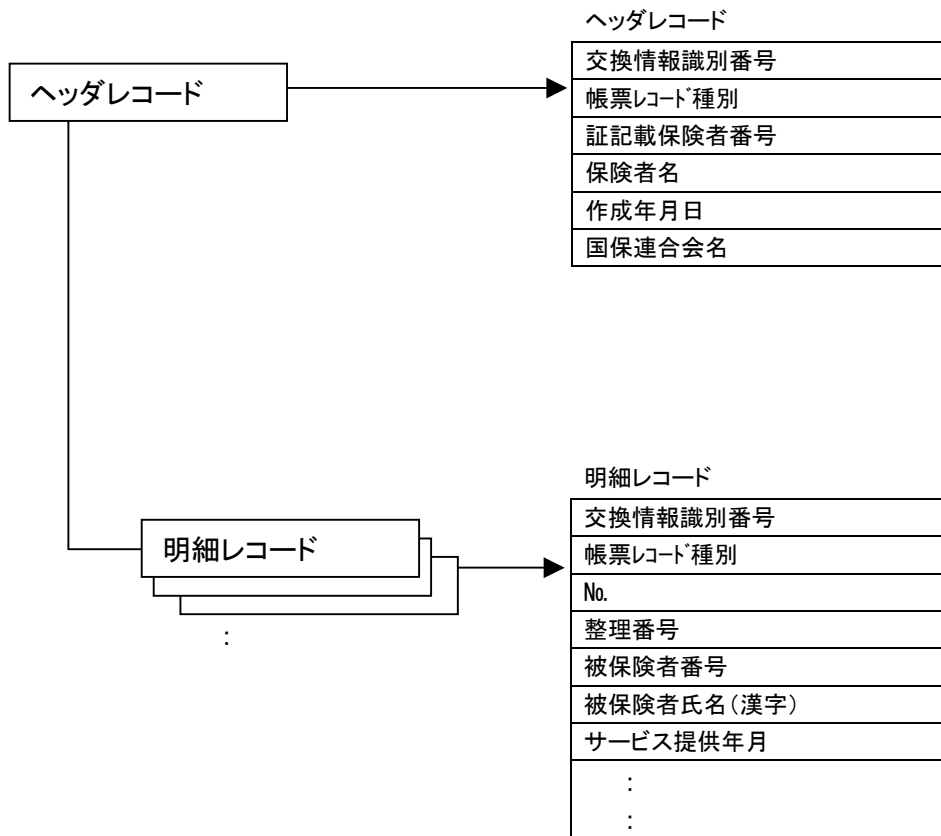 ヘッダレコード
ヘッダレコード
交換情報識別番号
帳票ﾚｺｰﾄﾞ種別
証記載保険者番号
保険者名
作成年月日
国保連合会名
明細レコード
:
明細レコード
交換情報識別番号
帳票ﾚｺｰﾄﾞ種別
№
整理番号
被保険者番号
被保険者氏名(漢字)
サービス提供年月
:
: